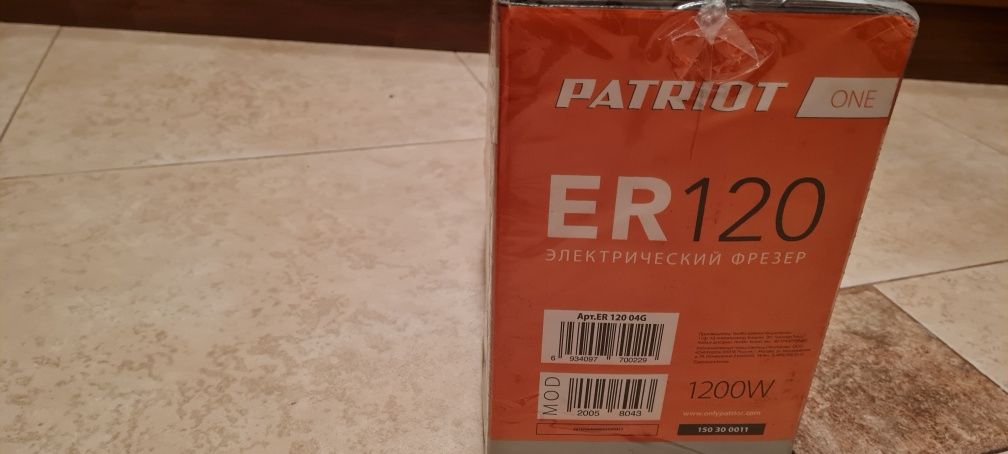 PATRIOT ONE
ER120
ЭЛЕКТРИЧЕСКИЙ ФРЕЗЕР
Арт.ER 120 04G
6 934097 700229
MOD
2005 8043
1200W
www.onlypatriot.com
150 30 0011